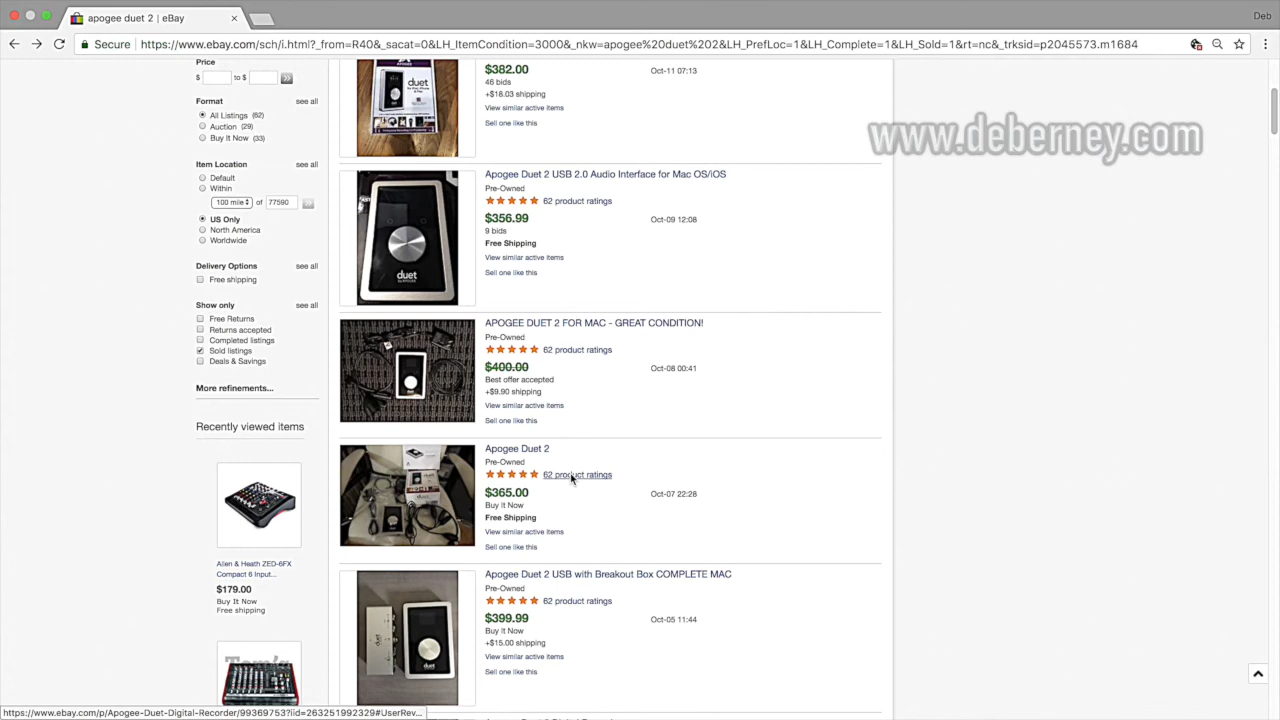 apogee duet 2 | eBay
Deb
Secure
https://www.ebay.com/sch/i.html?_from=R40&_sacat=0&LH_ItemCondition=3000&_nkw=apogee%20duet%202&LH_PrefLoc=1&LH_Complete=1&LH_Sold=1&rt=nc&_trksid=p2045573.m1684
www.deberney.com
Price
$ to $
Format see all
All Listings (62)
Auction (29)
Buy It Now (33)
Item Location see all
Default
Within
100 mile of 77590
US Only
North America
Worldwide
Delivery Options see all
Free shipping
Show only see all
Free Returns
Returns accepted
Completed listings
Sold listings
Deals & Savings
More refinements...
Recently viewed items
Allen & Heath ZED-6FX
Compact 6 Input...
$179.00
Buy It Now
Free shipping
duet
$382.00 Oct-11 07:13
46 bids
+$18.03 shipping
View similar active items
Sell one like this
duet
Apogee Duet 2 USB 2.0 Audio Interface for Mac OS/iOS
Pre-Owned
62 product ratings
$356.99 Oct-09 12:08
9 bids
Free Shipping
View similar active items
Sell one like this
APOGEE DUET 2 FOR MAC - GREAT CONDITION!
Pre-Owned
62 product ratings
$400.00 Oct-08 00:41
Best offer accepted
+$9.90 shipping
View similar active items
Sell one like this
Apogee Duet 2
Pre-Owned
62 product ratings
$365.00 Oct-07 22:28
Buy It Now
Free Shipping
View similar active items
Sell one like this
duet
Apogee Duet 2 USB with Breakout Box COMPLETE MAC
Pre-Owned
62 product ratings
$399.99 Oct-05 11:44
Buy It Now
+$15.00 shipping
View similar active items
Sell one like this
https://www.ebay.com/p/Apogee-Duet-Digital-Recorder/99369753?iid=263251992329#UserRev...